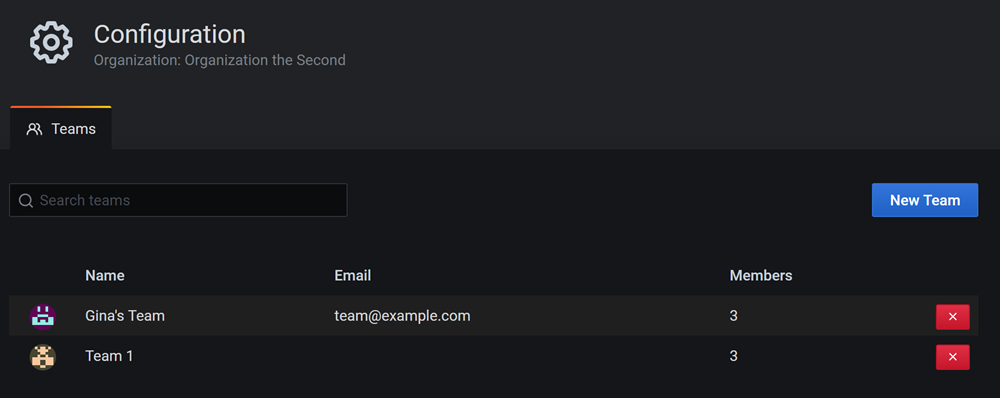 Configuration
Organization: Organization the Second
Teams
Search teams
New Team
Name Email Members
Gina's Team team@example.com 3
Team 1 3